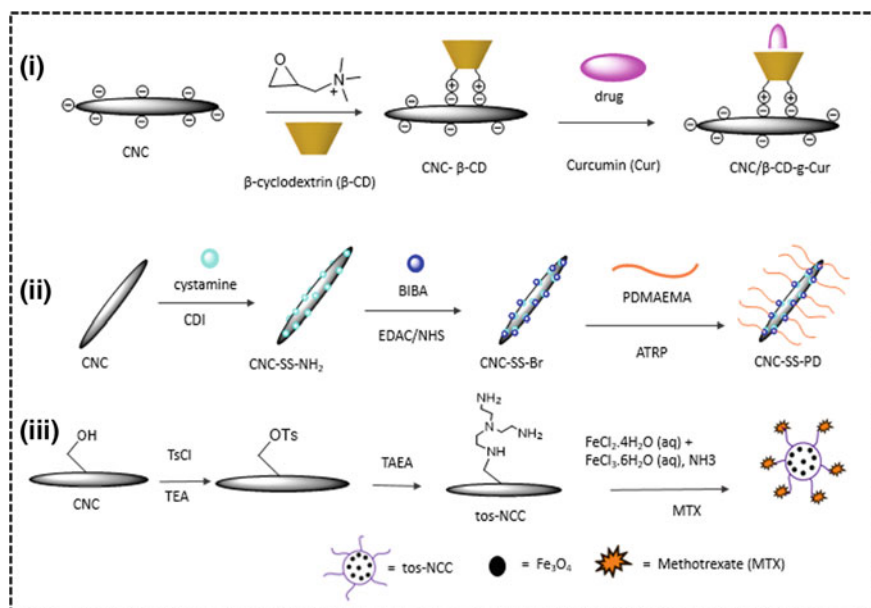 (i)
CNC
O
N
+
β-cyclodextrin (β-CD)
CNC- β-CD
drug
Curcumin (Cur)
CNC/β-CD-g-Cur
(ii)
CNC
cystamine
CDI
CNC-SS-NH₂
BIBA
EDAC/NHS
CNC-SS-Br
PDMAEMA
ATRP
CNC-SS-PD
(iii)
OH
CNC
TsCl
TEA
OTs
TAEA
NH₂
N
NH₂
NH
tos-NCC
FeCl₂.4H₂O (aq) +
FeCl₃.6H₂O (aq), NH3
MTX
= tos-NCC
= Fe₃O₄
= Methotrexate (MTX)